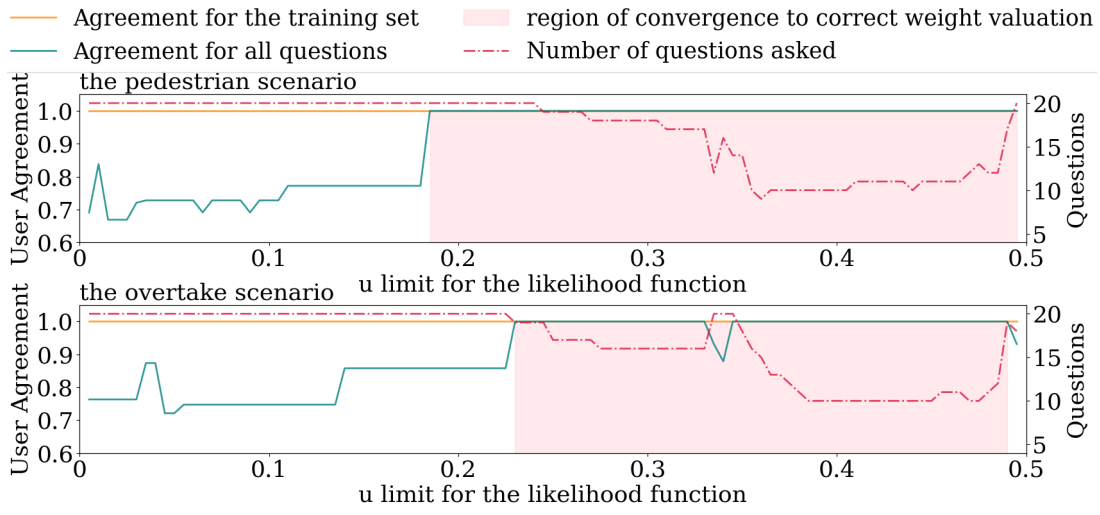 Agreement for the training set
region of convergence to correct weight valuation
Agreement for all questions
Number of questions asked
the pedestrian scenario
User Agreement
1.0
0.9
0.8
0.7
0.6
20
15
10
5
Questions
0 0.1 0.2 0.3 0.4 0.5
u limit for the likelihood function
the overtake scenario
User Agreement
1.0
0.9
0.8
0.7
0.6
20
15
10
5
Questions
0 0.1 0.2 0.3 0.4 0.5
u limit for the likelihood function